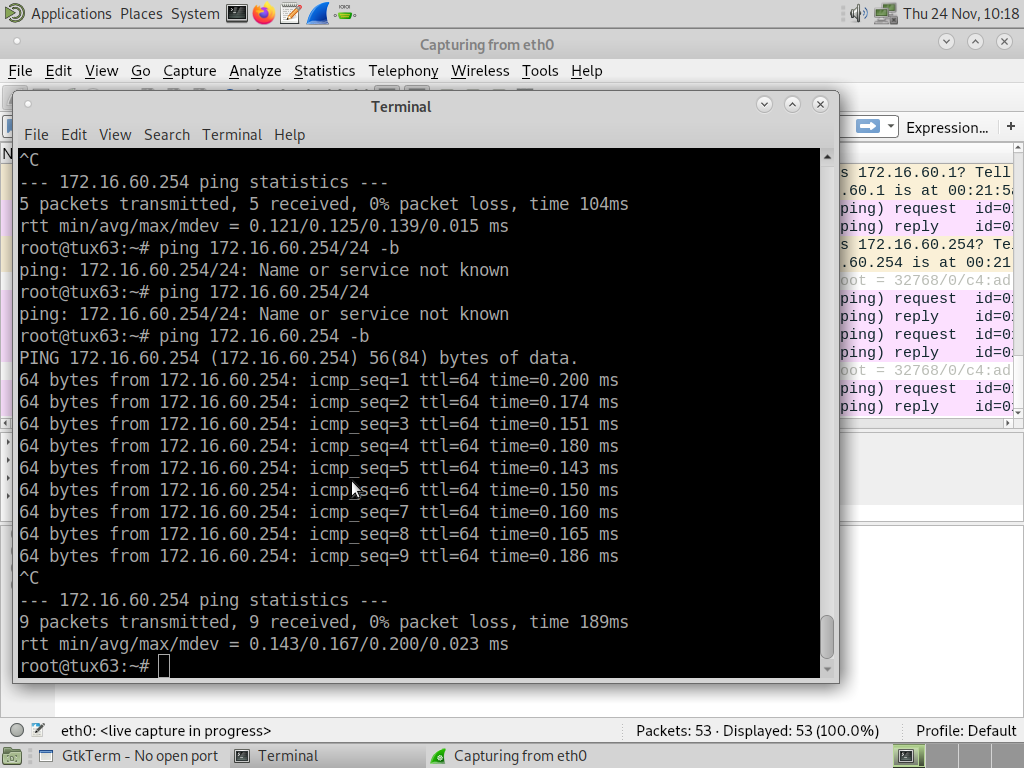 Applications Places System Thu 24 Nov, 10:18
Capturing from eth0
File Edit View Go Capture Analyze Statistics Telephony Wireless Tools Help
Terminal
File Edit View Search Terminal Help
Expression... +
^C
--- 172.16.60.254 ping statistics ---
5 packets transmitted, 5 received, 0% packet loss, time 104ms
rtt min/avg/max/mdev = 0.121/0.125/0.139/0.015 ms
root@tux63:~# ping 172.16.60.254/24 -b
ping: 172.16.60.254/24: Name or service not known
root@tux63:~# ping 172.16.60.254/24
ping: 172.16.60.254/24: Name or service not known
root@tux63:~# ping 172.16.60.254 -b
PING 172.16.60.254 (172.16.60.254) 56(84) bytes of data.
64 bytes from 172.16.60.254: icmp_seq=1 ttl=64 time=0.200 ms
64 bytes from 172.16.60.254: icmp_seq=2 ttl=64 time=0.174 ms
64 bytes from 172.16.60.254: icmp_seq=3 ttl=64 time=0.151 ms
64 bytes from 172.16.60.254: icmp_seq=4 ttl=64 time=0.180 ms
64 bytes from 172.16.60.254: icmp_seq=5 ttl=64 time=0.143 ms
64 bytes from 172.16.60.254: icmp_seq=6 ttl=64 time=0.150 ms
64 bytes from 172.16.60.254: icmp_seq=7 ttl=64 time=0.160 ms
64 bytes from 172.16.60.254: icmp_seq=8 ttl=64 time=0.165 ms
64 bytes from 172.16.60.254: icmp_seq=9 ttl=64 time=0.186 ms
^C
--- 172.16.60.254 ping statistics ---
9 packets transmitted, 9 received, 0% packet loss, time 189ms
rtt min/avg/max/mdev = 0.143/0.167/0.200/0.023 ms
root@tux63:~#
s 172.16.60.1? Tell
.60.1 is at 00:21:5a
ping) request id=0
ping) reply id=0
s 172.16.60.254? Te
.60.254 is at 00:21
oot = 32768/0/c4:ad
ping) request id=0
ping) reply id=0
ping) request id=0
ping) reply id=0
oot = 32768/0/c4:ad
ping) request id=0
ping) reply id=0
eth0: <live capture in progress> Packets: 53 · Displayed: 53 (100.0%) Profile: Default
GtkTerm - No open port Terminal Capturing from eth0